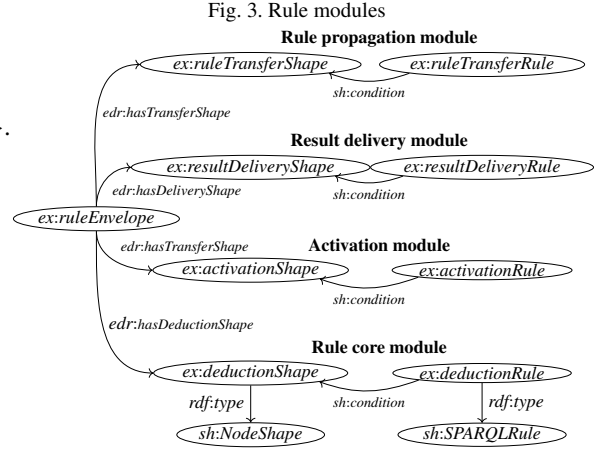 Fig. 3. Rule modules
Rule propagation module
ex:ruleTransferShape ex:ruleTransferRule
sh:condition
edr:hasTransferShape
Result delivery module
ex:resultDeliveryShape ex:resultDeliveryRule
edr:hasDeliveryShape sh:condition
ex:ruleEnvelope
edr:hasTransferShape Activation module
ex:activationShape ex:activationRule
sh:condition
edr:hasDeductionShape
Rule core module
ex:deductionShape ex:deductionRule
rdf:type sh:condition rdf:type
sh:NodeShape sh:SPARQLRule